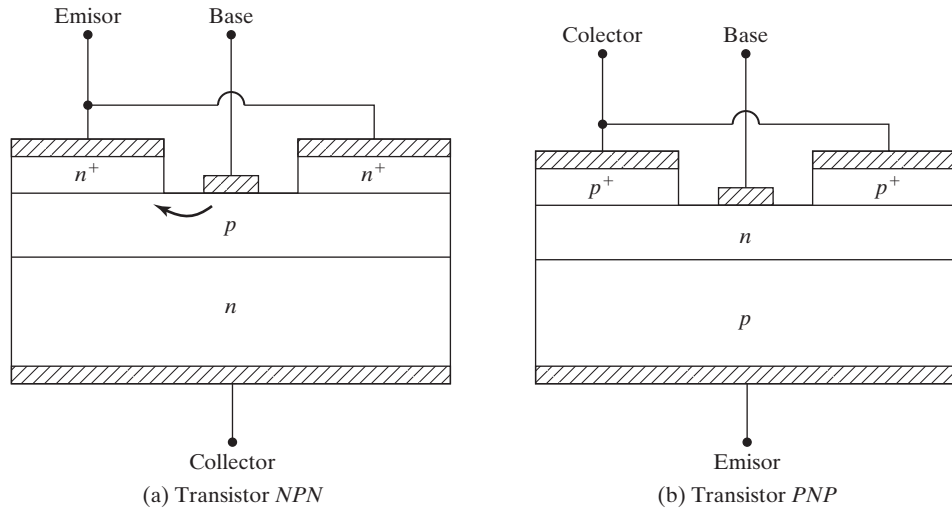 Emisor
Base
n+
n+
p
n
Collector
(a) Transistor NPN
Colector
Base
p+
p+
n
p
Emisor
(b) Transistor PNP